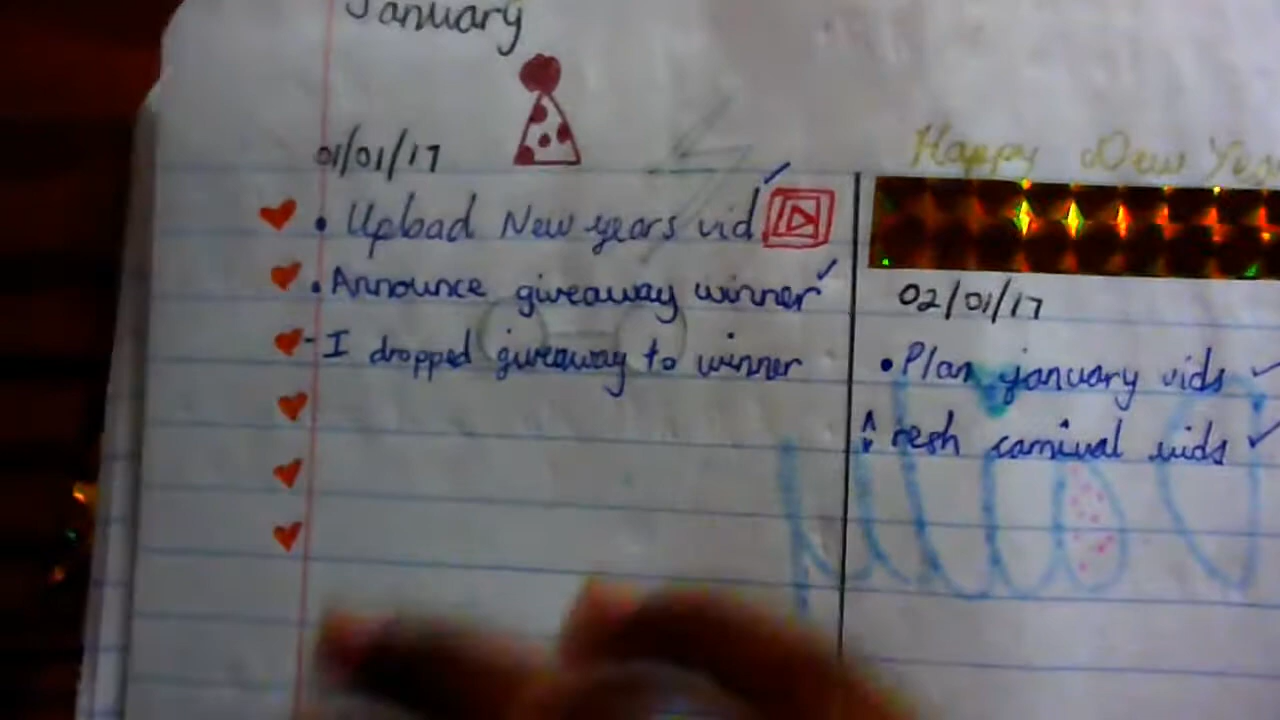 January
01/01/17
• Upload New years vid
• Announce giveaway winner
- I dropped giveaway to winner
Happy New Year
02/01/17
• Plan january vids
fresh carnival vids